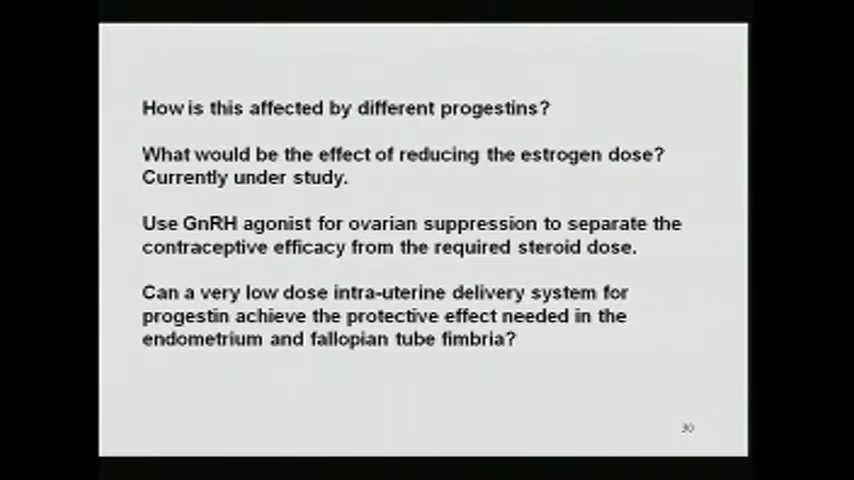 How is this affected by different progestins?
What would be the effect of reducing the estrogen dose?
Currently under study.
Use GnRH agonist for ovarian suppression to separate the
contraceptive efficacy from the required steroid dose.
Can a very low dose intra-uterine delivery system for
progestin achieve the protective effect needed in the
endometrium and fallopian tube fimbria?
30